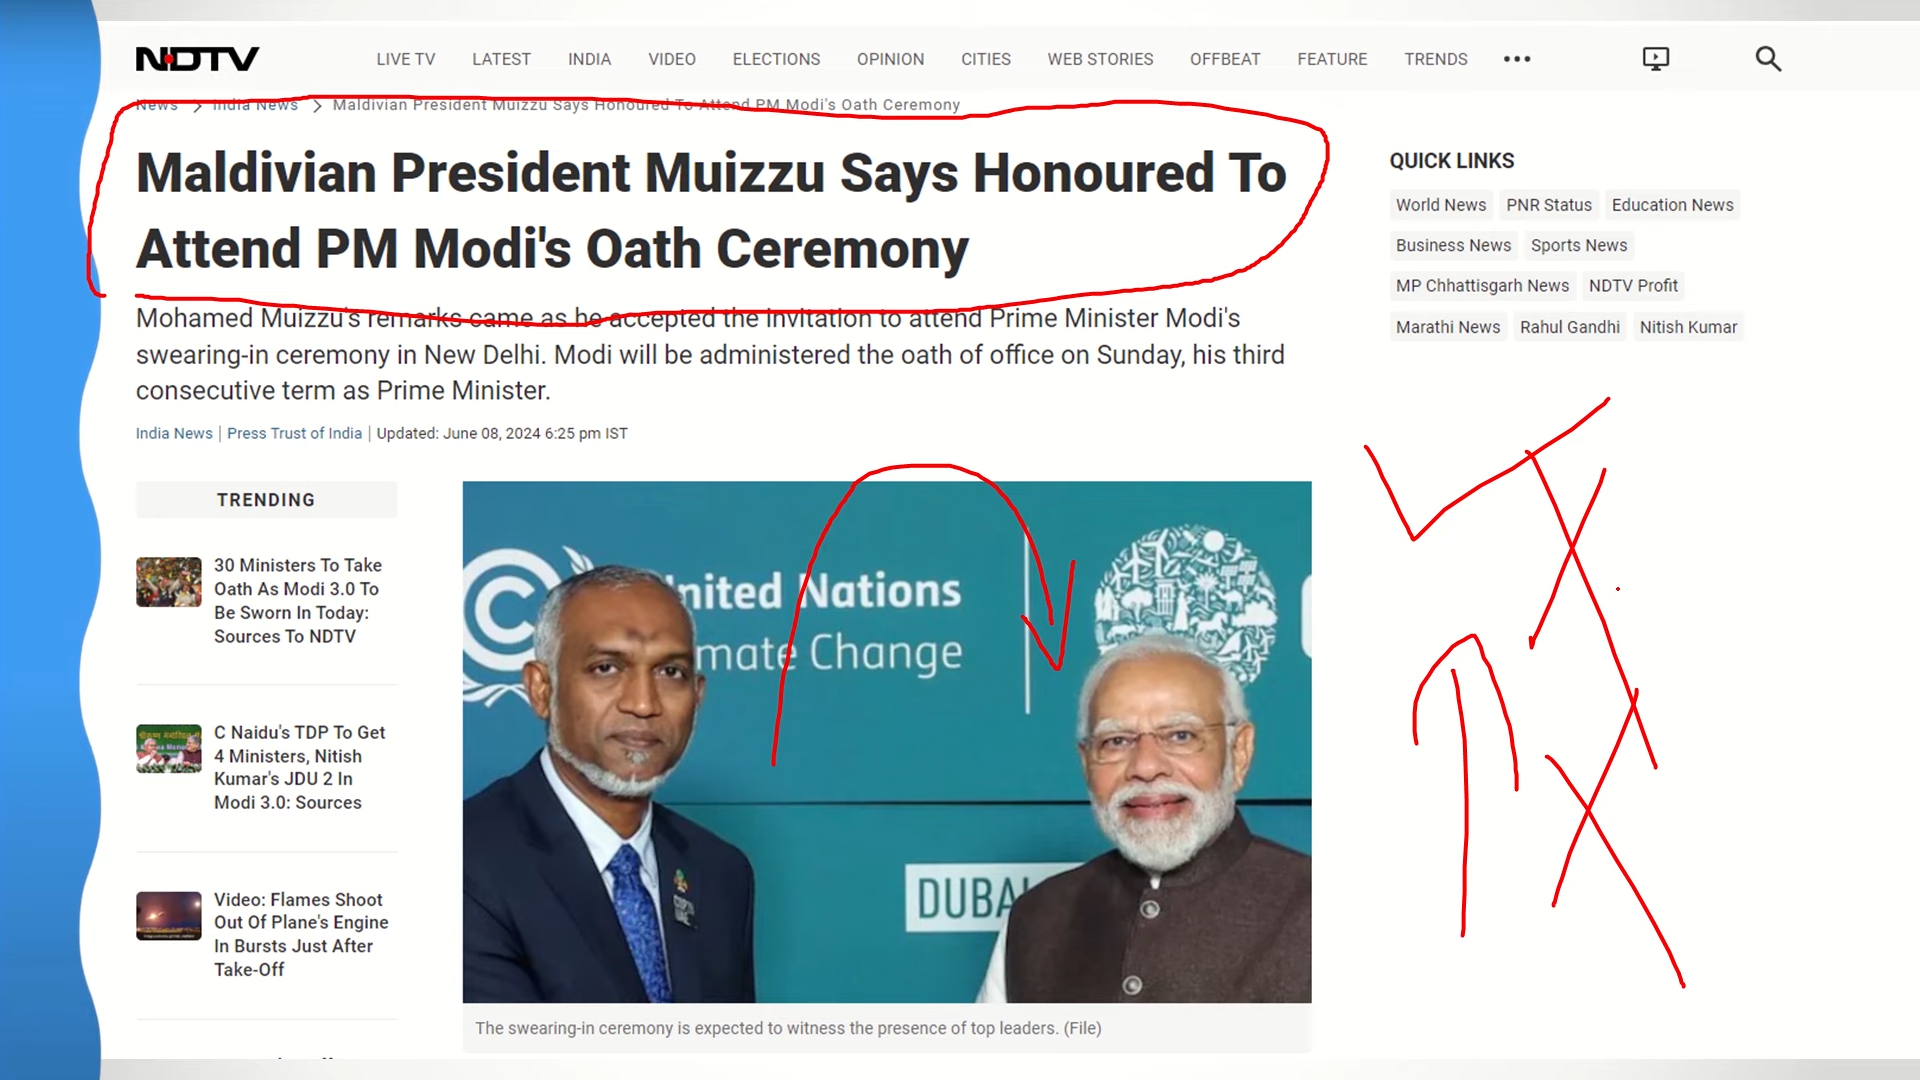 NDTV
LIVE TV LATEST INDIA VIDEO ELECTIONS OPINION CITIES WEB STORIES OFFBEAT FEATURE TRENDS
News > India News > Maldivian President Muizzu Says Honoured To Attend PM Modi's Oath Ceremony
Maldivian President Muizzu Says Honoured To
Attend PM Modi's Oath Ceremony
Mohamed Muizzu's remarks came as he accepted the invitation to attend Prime Minister Modi's
swearing-in ceremony in New Delhi. Modi will be administered the oath of office on Sunday, his third
consecutive term as Prime Minister.
India News | Press Trust of India | Updated: June 08, 2024 6:25 pm IST
QUICK LINKS
World News PNR Status Education News
Business News Sports News
MP Chhattisgarh News NDTV Profit
Marathi News Rahul Gandhi Nitish Kumar
TRENDING
30 Ministers To Take
Oath As Modi 3.0 To
Be Sworn In Today:
Sources To NDTV
C Naidu's TDP To Get
4 Ministers, Nitish
Kumar's JDU 2 In
Modi 3.0: Sources
Video: Flames Shoot
Out Of Plane's Engine
In Bursts Just After
Take-Off
nited Nations
mate Change
DUBA
The swearing-in ceremony is expected to witness the presence of top leaders. (File)